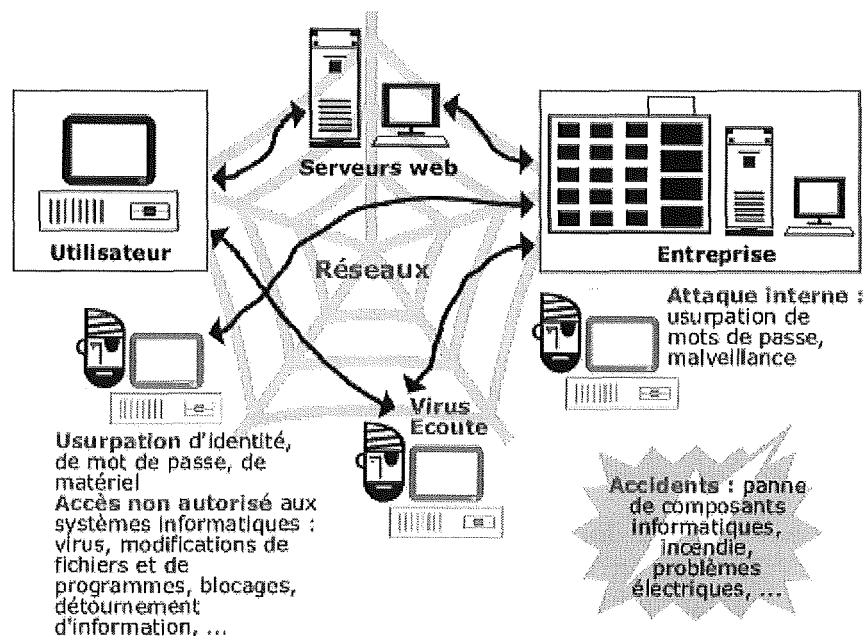 Serveurs web
Utilisateur
Entreprise
Réseaux
Attaque interne :
usurpation de
mots de passe,
malveillance
Virus
Ecoute
Usurpation d'identité,
de mot de passe, de
matériel
Accès non autorisé aux
systèmes informatiques :
virus, modifications de
fichiers et de
programmes, blocages,
détournement
d'information, ...
Accidents : panne
de composants
informatiques,
incendie,
problèmes
électriques, ...